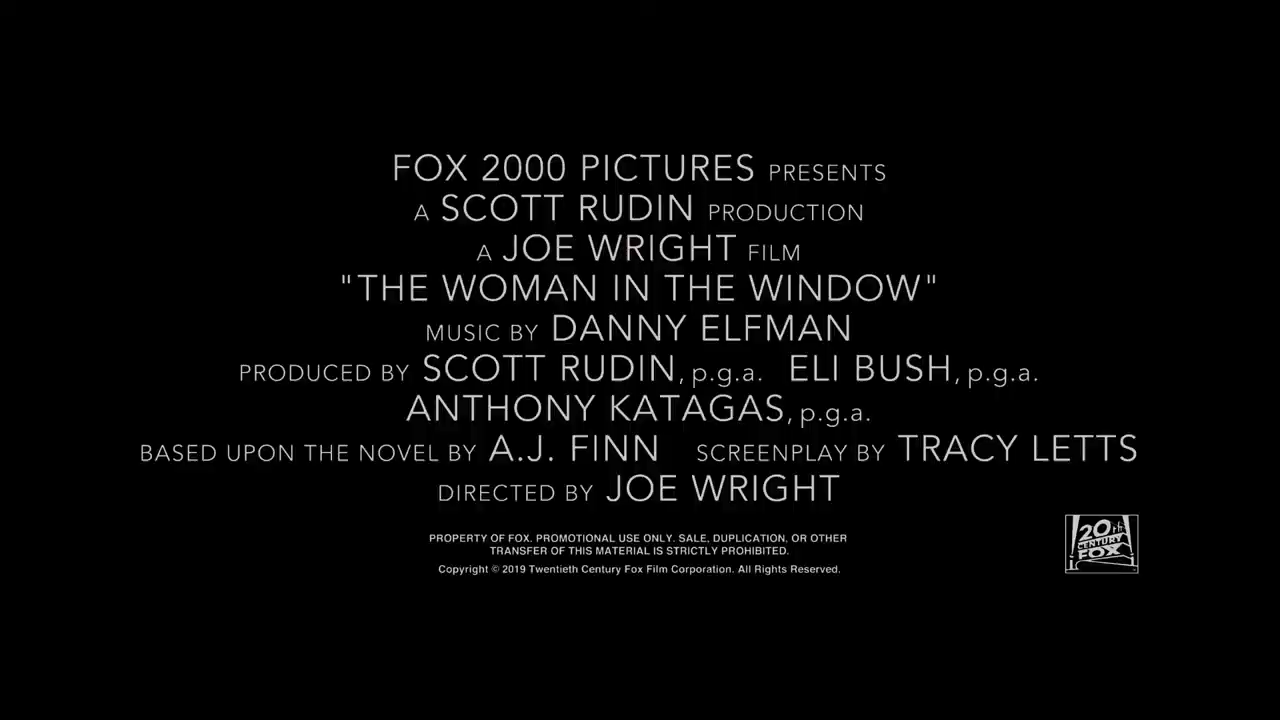 FOX 2000 PICTURES PRESENTS
A SCOTT RUDIN PRODUCTION
A JOE WRIGHT FILM
"THE WOMAN IN THE WINDOW"
MUSIC BY DANNY ELFMAN
PRODUCED BY SCOTT RUDIN, p.g.a. ELI BUSH, p.g.a.
ANTHONY KATAGAS, p.g.a.
BASED UPON THE NOVEL BY A.J. FINN SCREENPLAY BY TRACY LETTS
DIRECTED BY JOE WRIGHT
PROPERTY OF FOX. PROMOTIONAL USE ONLY. SALE, DUPLICATION, OR OTHER
TRANSFER OF THIS MATERIAL IS STRICTLY PROHIBITED.
Copyright © 2019 Twentieth Century Fox Film Corporation. All Rights Reserved.
20th
CENTURY
FOX